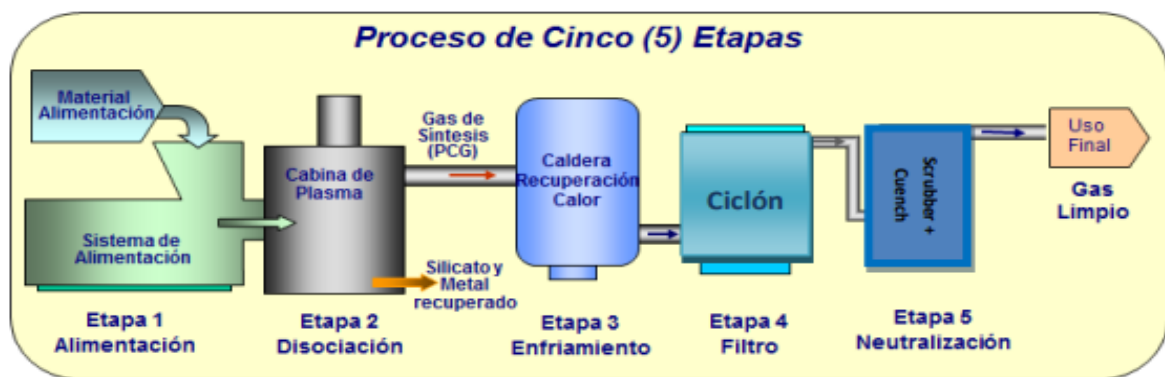 Proceso de Cinco (5) Etapas
Material
Alimentación
Sistema de
Alimentación
Etapa 1
Alimentación
Cabina de
Plasma
Gas de
Síntesis
(PCG)
Silicato y
Metal
recuperado
Etapa 2
Disociación
Caldera
Recuperación
Calor
Etapa 3
Enfriamiento
Ciclón
Etapa 4
Filtro
Scrubber +
Cuench
Etapa 5
Neutralización
Uso
Final
Gas
Limpio